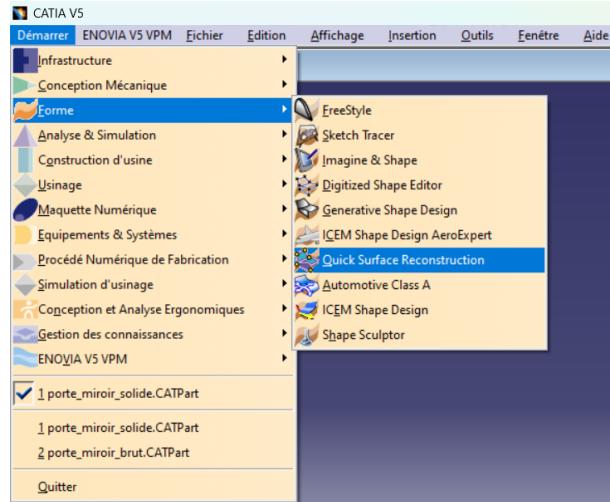 CATIA V5
Démarrer ENOVIA V5 VPM Fichier Edition Affichage Insertion Outils Fenêtre Aide
Infrastructure
Conception Mécanique
Forme
Analyse & Simulation
Construction d'usine
Usinage
Maquette Numérique
Equipements & Systèmes
Procédé Numérique de Fabrication
Simulation d'usinage
Conception et Analyse Ergonomiques
Gestion des connaissances
ENOVIA V5 VPM
1 porte_miroir_solide.CATPart
1 porte_miroir_solide.CATPart
2 porte_miroir_brut.CATPart
Quitter
FreeStyle
Sketch Tracer
Imagine & Shape
Digitized Shape Editor
Generative Shape Design
ICEM Shape Design AeroExpert
Quick Surface Reconstruction
Automotive Class A
ICEM Shape Design
Shape Sculptor